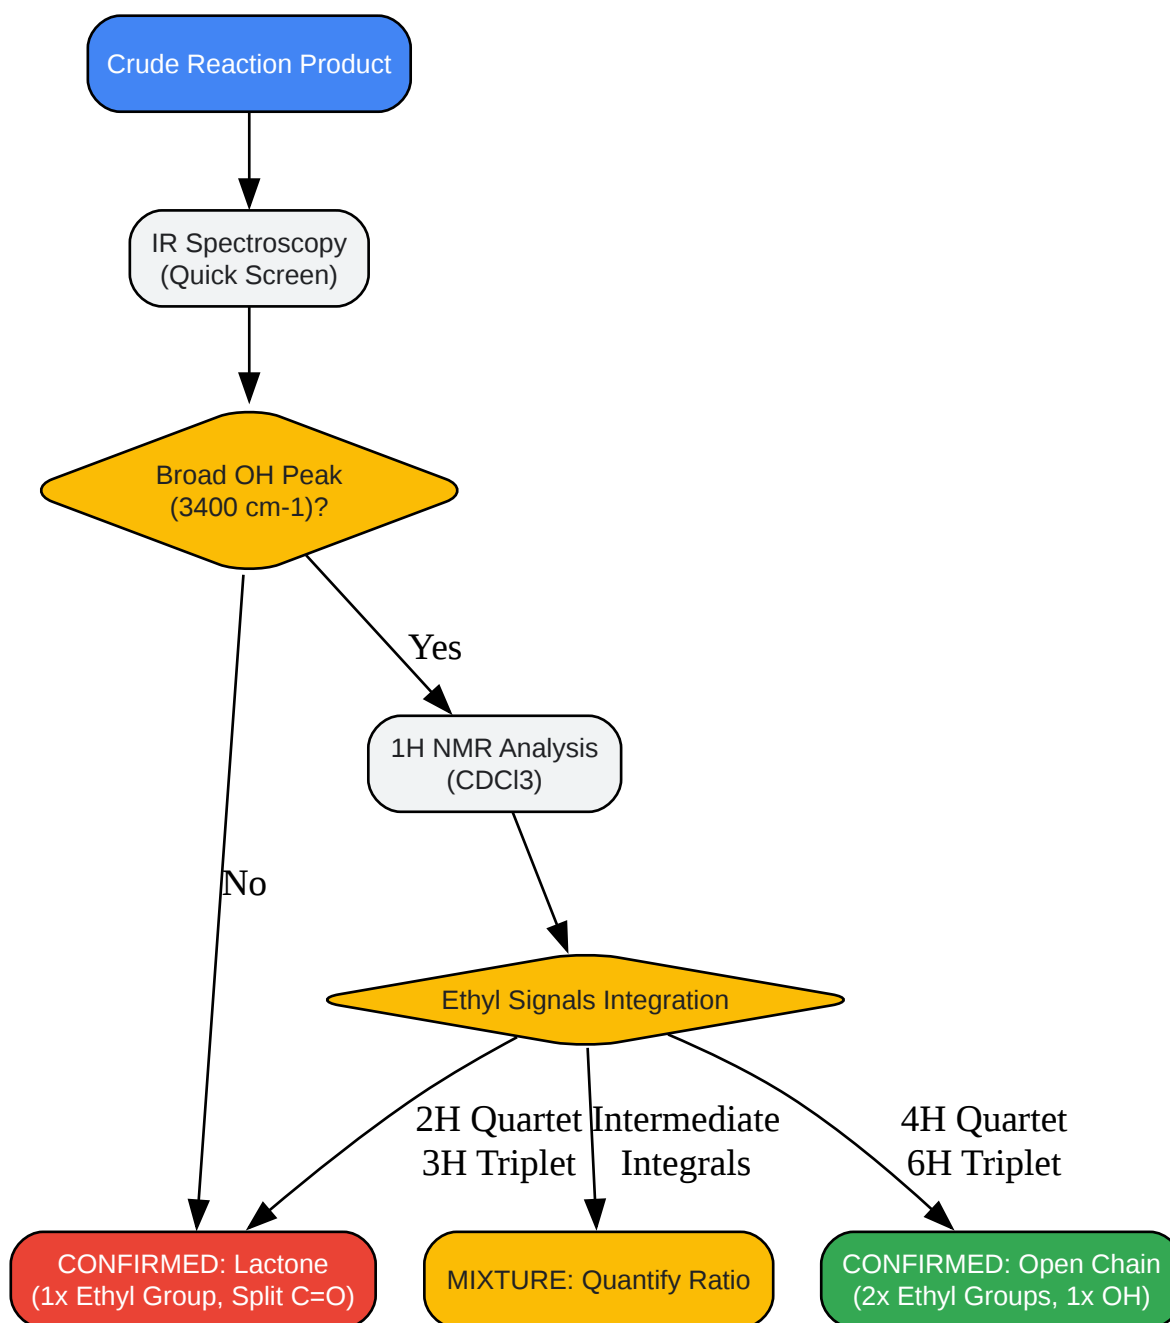 Crude Reaction Product
IR Spectroscopy
(Quick Screen)
Broad OH Peak
(3400 cm-1)?
Yes
1H NMR Analysis
(CDCl3)
No
Ethyl Signals Integration
2H Quartet
3H Triplet
Intermediate
Integrals
4H Quartet
6H Triplet
CONFIRMED: Lactone
(1x Ethyl Group, Split C=O)
MIXTURE: Quantify Ratio
CONFIRMED: Open Chain
(2x Ethyl Groups, 1x OH)